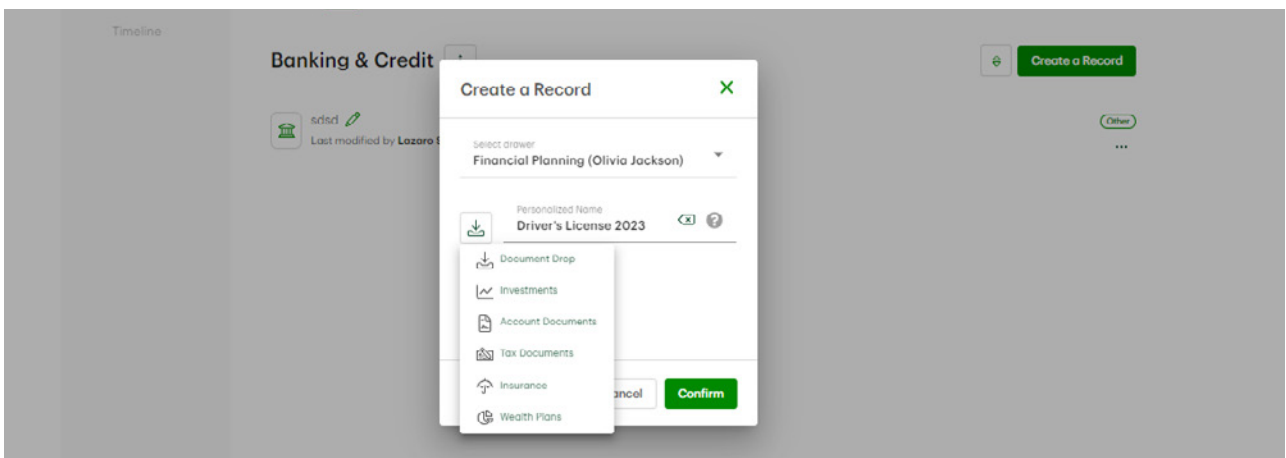 Timeline
Banking & Credit
Create a Record
Create a Record
sdsd
Last modified by Lazaro
Other
Select drawer
Financial Planning (Olivia Jackson)
Personalized Name
Driver's License 2023
Document Drop
Investments
Account Documents
Tax Documents
Insurance
Wealth Plans
ancel
Confirm